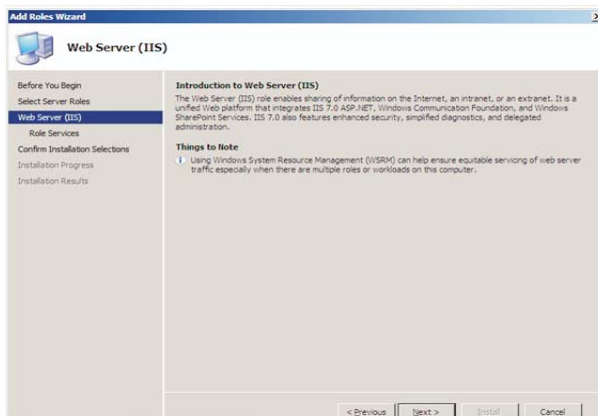 Add Roles Wizard
Web Server (IIS)
Before You Begin
Select Server Roles
Web Server (IIS)
Role Services
Confirm Installation Selections
Installation Progress
Installation Results
Introduction to Web Server (IIS)
The Web Server (IIS) role enables sharing of information on the Internet, an intranet, or an extranet. It is a
unified Web platform that integrates IIS 7.0 ASP.NET, Windows Communication Foundation, and Windows
SharePoint Services. IIS 7.0 also features enhanced security, simplified diagnostics, and delegated
administration.
Things to Note
Using Windows System Resource Management (WSRM) can help ensure equitable servicing of web server
traffic especially when there are multiple roles or workloads on this computer.
< Previous
Next >
Install
Cancel